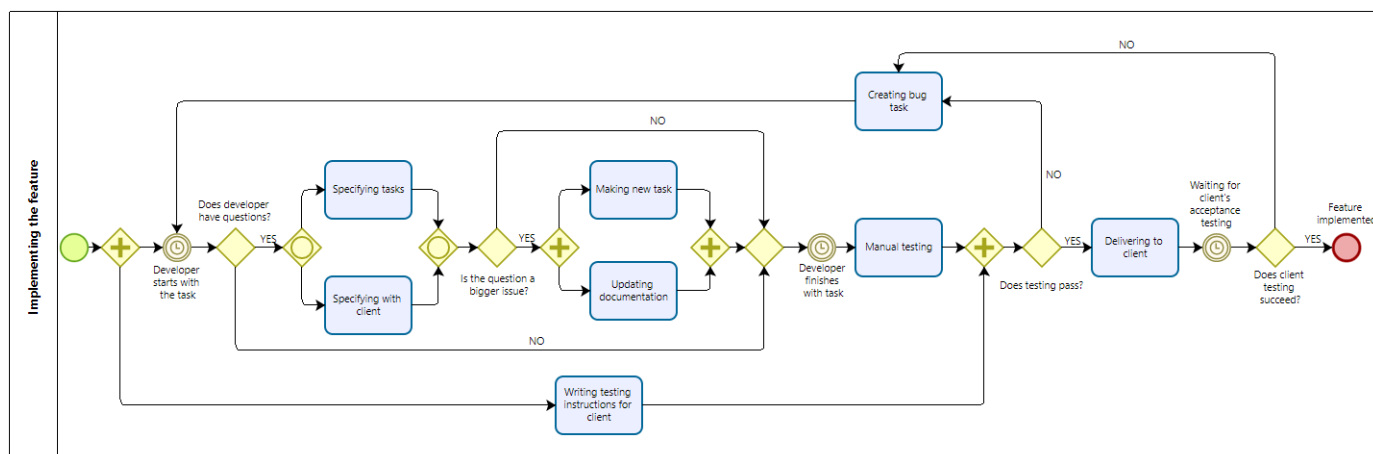 Implementing the feature
NO
Creating bug
task
NO
Does developer
have questions?
YES
Specifying tasks
Specifying with
client
Developer
starts with
the task
Is the question a
bigger issue?
YES
Making new task
Updating
documentation
NO
Developer
finishes with
task
Manual testing
Does testing pass?
NO
YES
Delivering to
client
Waiting for
client's
acceptance
testing
Does client
testing
succeed?
YES
Feature
implemented
Writing testing
instructions for
client